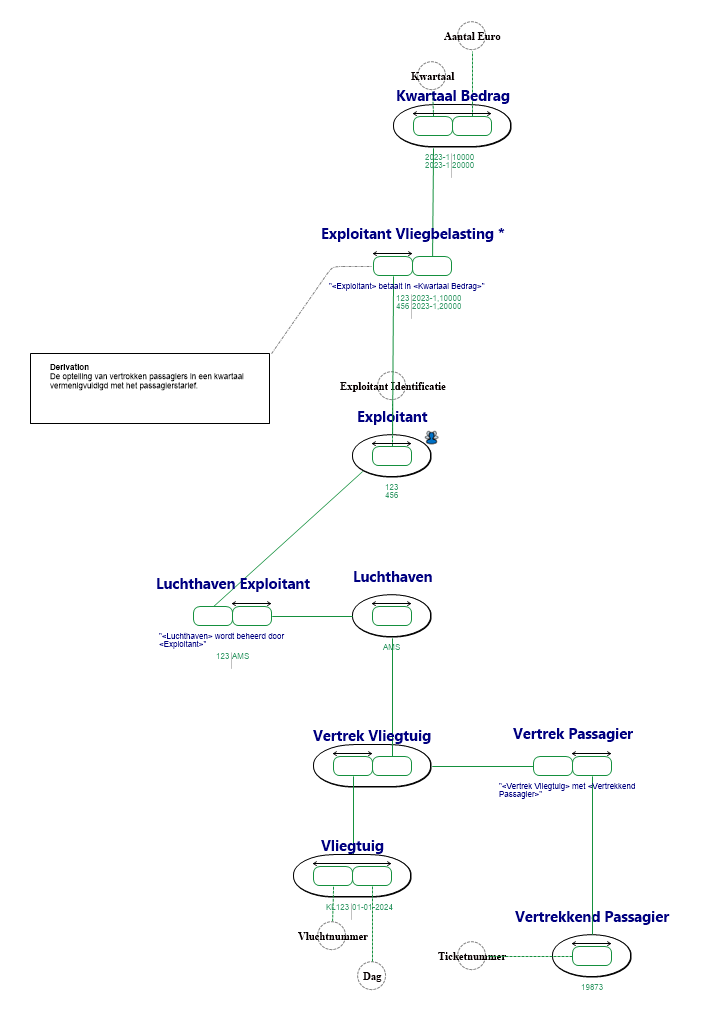 Aantal Euro
Kwartaal
Kwartaal Bedrag
2023-1 10000
2023-1 20000
Exploitant Vliegbelasting *
"<Exploitant> betaalt in <Kwartaal Bedrag>"
123 2023-1,10000
456 2023-1,20000
Derivation
De optelling van vertrokken passagiers in een kwartaal
vermenigvuldigd met het passagierstarief.
Exploitant Identificatie
Exploitant
123
456
Luchthaven Exploitant
Luchthaven
"<Luchthaven> wordt beheerd door
<Exploitant>"
123 AMS
AMS
Vertrek Vliegtuig
Vertrek Passagier
"<Vertrek Vliegtuig> met <Vertrekkend
Passagier>"
Vliegtuig
KL123 01-01-2024
Vluchtnummer
Dag
Vertrekkend Passagier
Ticketnummer
19873